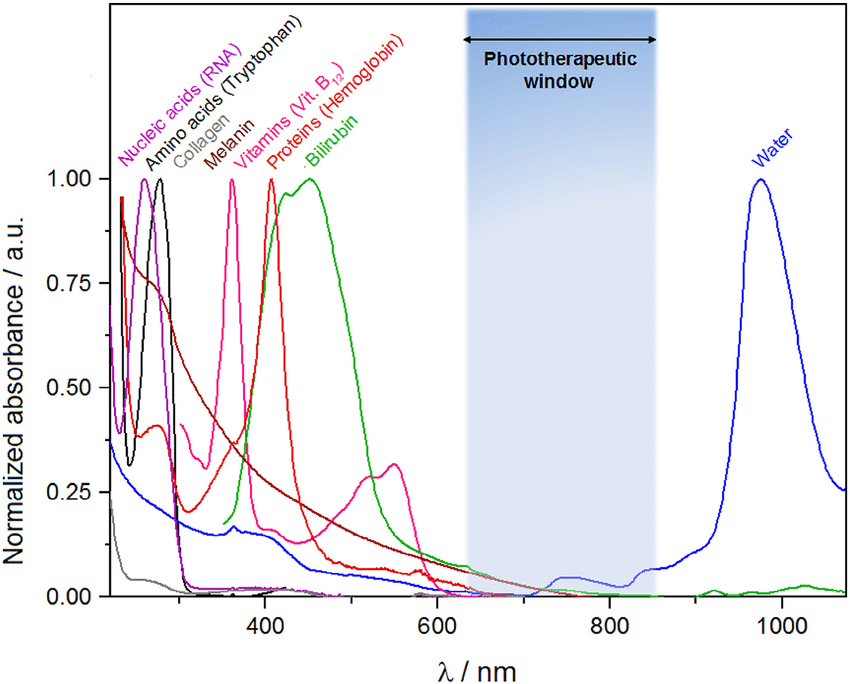 Nucleic acids (RNA)
Amino acids (Tryptophan)
Collagen
Melanin
Vitamins (Vit. B₁₂)
Proteins (Hemoglobin)
Bilirubin
Phototherapeutic
window
Water
Normalized absorbance / a.u.
1.00
0.75
0.50
0.25
0.00
400
600
800
1000
λ / nm